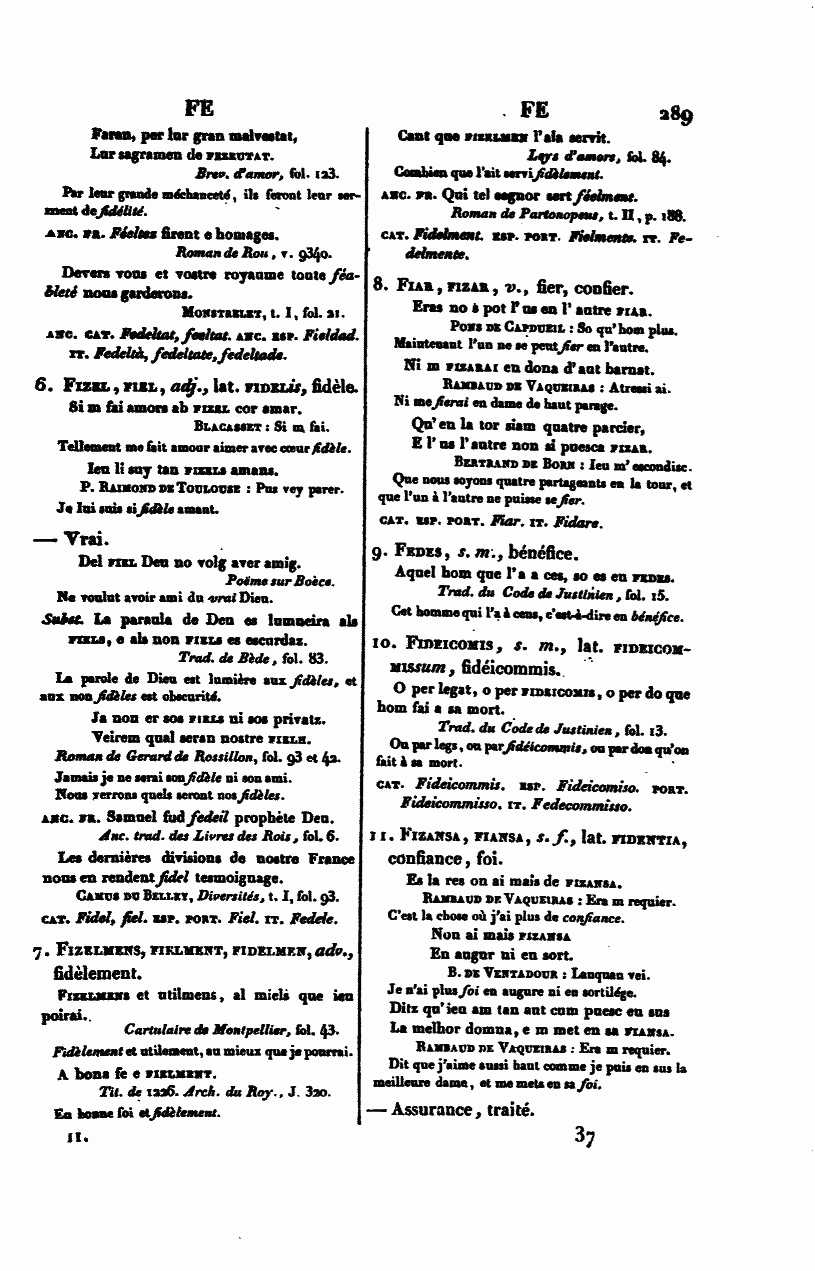 FE
Faran, per lur gran malvestat,
Lur sagramen de FEZEUTAT.
Brev. d'amor, fol. 123.
Par leur grande méchanceté, ils feront leur ser-
ment de fidélité.
ANC. FR. Féeltez firent e homages.
Roman de Rou, v. 9340.
Devers vous et vostre royaume toute féa-
bleté nous garderons.
MONSTRELET, t. I, fol. 21.
ANC. CAT. Fedeltat, feeltat. ANC. ESP. Fieldad.
IT. Fedeltà, fedeltate, fedeltade.
6. FIZEL, FIEL, adj., lat. FIDELis, fidèle.
Si m fai amors ab FIZEL cor amar.
BLACASSET : Si m fai.
Tellement me fait amour aimer avec cœur fidèle.
Ieu li suy tan FIZELS amans.
P. RAIMOND DE TOULOUSE : Pus vey parer.
Je lui suis si fidèle amant.
— Vrai.
Del FIEL Deu no volg aver amig.
Poëme sur Boèce.
Ne voulut avoir ami du vrai Dieu.
Subst. La paraula de Deu es lumneira als
FIZELS, e als non FIZELS es escurdaz.
Trad. de Bède, fol. 83.
La parole de Dieu est lumière aux fidèles, et
aux non fidèles est obscurité.
Ja non er sos FIELS ni sos privatz.
Veirem qual seran nostre FIELH.
Roman de Gerard de Rossillon, fol. 93 et 42.
Jamais je ne serai son fidèle ni son ami.
Nous verrons quels seront nos fidèles.
ANC. FR. Samuel fud fedeil prophète Deu.
Anc. trad. des Livres des Rois, fol. 6.
Les dernières divisions de nostre France
nous en rendent fidel tesmoignage.
CAMUS DU BELLEY, Diversités, t. I, fol. 93.
CAT. Fidel, fiel. ESP. PORT. Fiel. IT. Fedele.
7. FIZELMENS, FIELMENT, FIDELMEN, adv.,
fidèlement.
FIZELMENS et utilmens, al miels que ieu
poirai.
Cartulaire de Montpellier, fol. 43.
Fidèlement et utilement, au mieux que je pourrai.
A bona fe e FIELMENT.
Tit. de 1226. Arch. du Roy., J. 320.
En bonne foi et fidèlement.
II.
FE 289
Cant que FIZELMEN l'aia servit.
Leys d'amors, fol. 84.
Combien que l'ait servi fidèlement.
ANC. FR. Qui tel segnor sert féelment.
Roman de Partonopeus, t. II, p. 188.
CAT. Fidelment. ESP. PORT. Fielmente. IT. Fe-
delmente.
8. FIAR, FIZAR, v., fier, confier.
Eras no s pot l' us en l' autre FIAR.
PONS DE CAPDUEIL : So qu'hom plus.
Maintenant l'un ne se peut fier en l'autre.
Ni m FIZARAI en dona d'aut barnat.
RAMBAUD DE VAQUEIRAS : Atressi ai.
Ni me fierai en dame de haut parage.
Qu'en la tor siam quatre parcier,
E l' us l' autre non si puesca FIZAR.
BERTRAND DE BORN : Ieu m' escondisc.
Que nous soyons quatre partageants en la tour, et
que l'un à l'autre ne puisse se fier.
CAT. ESP. PORT. Fiar. IT. Fidare.
9. FEDES, s. m., bénéfice.
Aquel hom que l'a a ces, so es en FEDES.
Trad. du Code de Justinien, fol. 15.
Cet homme qui l'a à cens, c'est-à-dire en bénéfice.
10. FIDEICOMIS, s. m., lat. FIDEICOM-
MISSum, fidéicommis.
O per legat, o per FIDEICOMIS, o per do que
hom fai a sa mort.
Trad. du Code de Justinien, fol. 13.
Ou par legs, ou par fidéicommis, ou par don qu'on
fait à sa mort.
CAT. Fideicommis. ESP. Fideicomiso. PORT.
Fideicommisso. IT. Fedecommisso.
11. FIZANSA, FIANSA, s. f., lat. FIDENTIA,
confiance, foi.
Es la res on ai mais de FIZANSA.
RAMBAUD DE VAQUEIRAS : Era m requier.
C'est la chose où j'ai plus de confiance.
Non ai mais FIZANSA
En augur ni en sort.
B. DE VENTADOUR : Lanquan vei.
Je n'ai plus foi en augure ni en sortilége.
Ditz qu'ieu am tan aut cum puesc en sus
La melhor domna, e m met en sa FIANSA.
RAMBAUD DE VAQUEIRAS : Era m requier.
Dit que j'aime aussi haut comme je puis en sus la
meilleure dame, et me mets en sa foi.
— Assurance, traité.
37